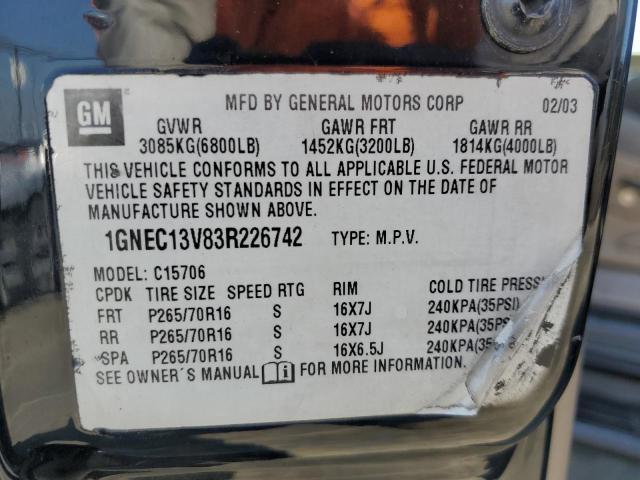 GM
MFD BY GENERAL MOTORS CORP 02/03
GVWR GAWR FRT GAWR RR
3085KG(6800LB) 1452KG(3200LB) 1814KG(4000LB)
THIS VEHICLE CONFORMS TO ALL APPLICABLE U.S. FEDERAL MOTOR
VEHICLE SAFETY STANDARDS IN EFFECT ON THE DATE OF
MANUFACTURE SHOWN ABOVE.
1GNEC13V83R226742 TYPE: M.P.V.
MODEL: C15706
CPDK TIRE SIZE SPEED RTG RIM COLD TIRE PRESS
FRT P265/70R16 S 16X7J 240KPA(35PSI)
RR P265/70R16 S 16X7J 240KPA(35PS
SPA P265/70R16 S 16X6.5J 240KPA(35
SEE OWNER'S MANUAL i FOR MORE INFORMATION.